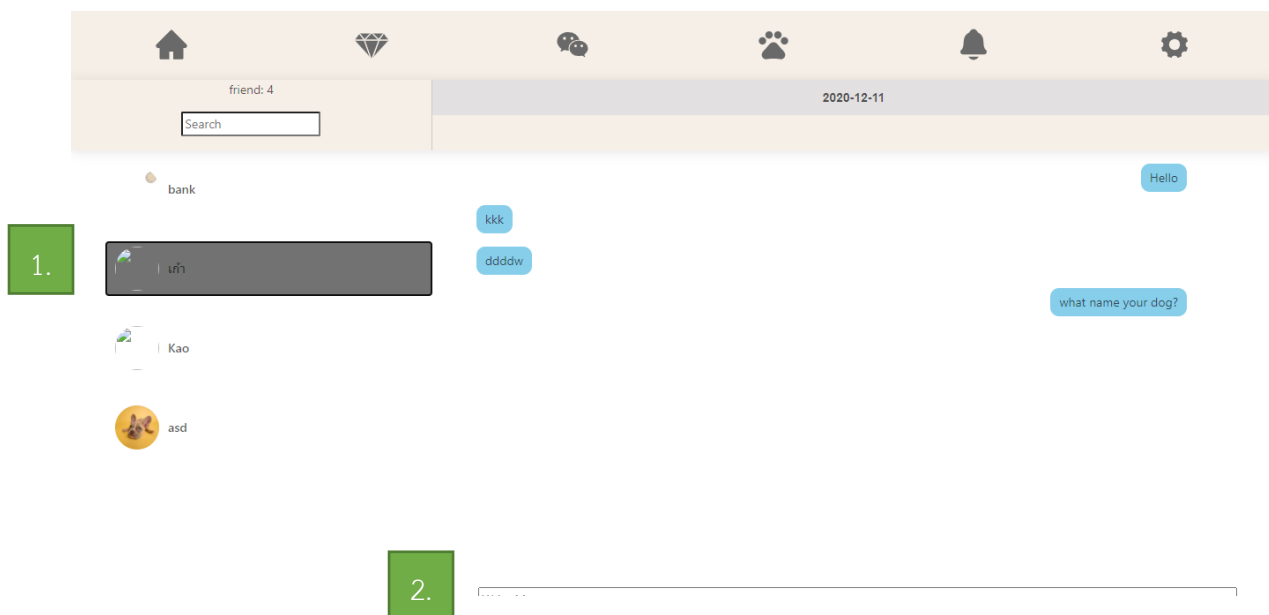 friend: 4
Search
2020-12-11
bank
Hello
kkk
1.
เก๋า
ddddw
what name your dog?
Kao
asd
2.